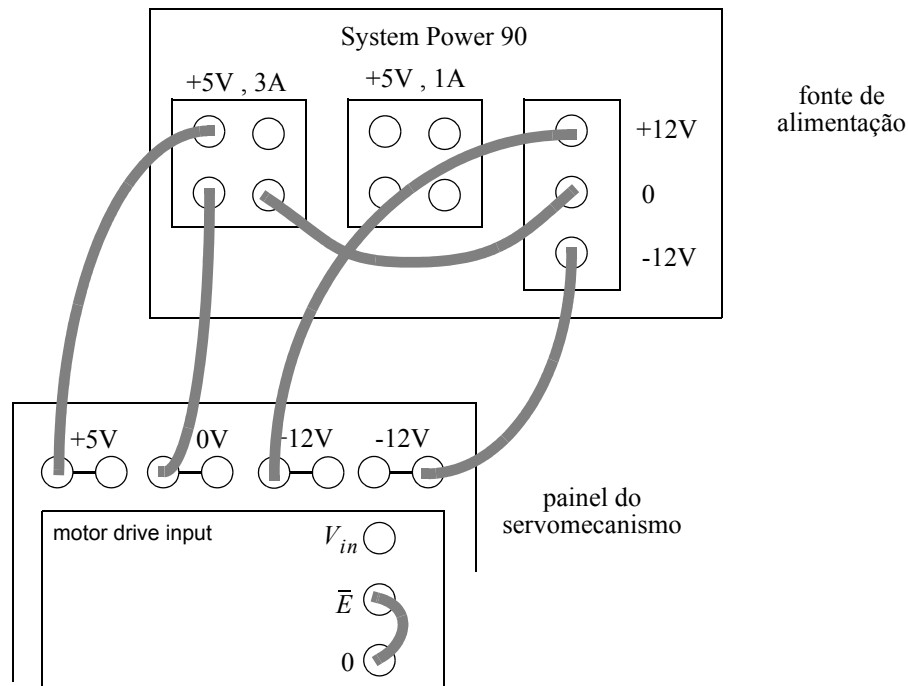 System Power 90
+5V , 3A
+5V , 1A
+12V
0
-12V
fonte de
alimentação
+5V
0V
+12V
-12V
painel do
servomecanismo
motor drive input
V_in
E̅
0